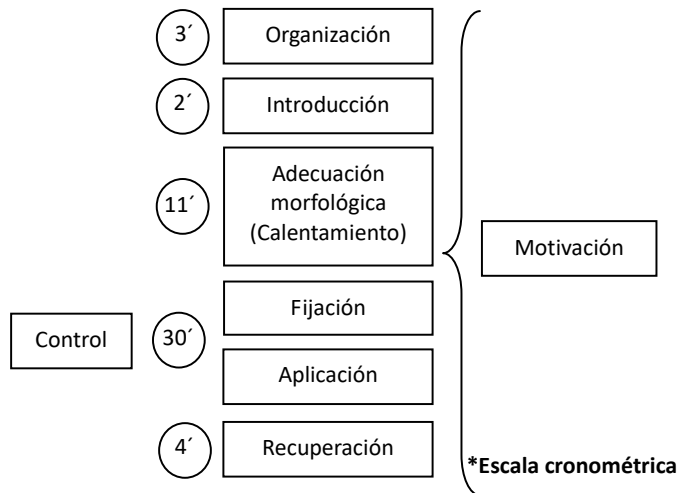 3´
Organización
2´
Introducción
11´
Adecuación
morfológica
(Calentamiento)
Motivación
Control
30´
Fijación
Aplicación
4´
Recuperación
*Escala cronométrica